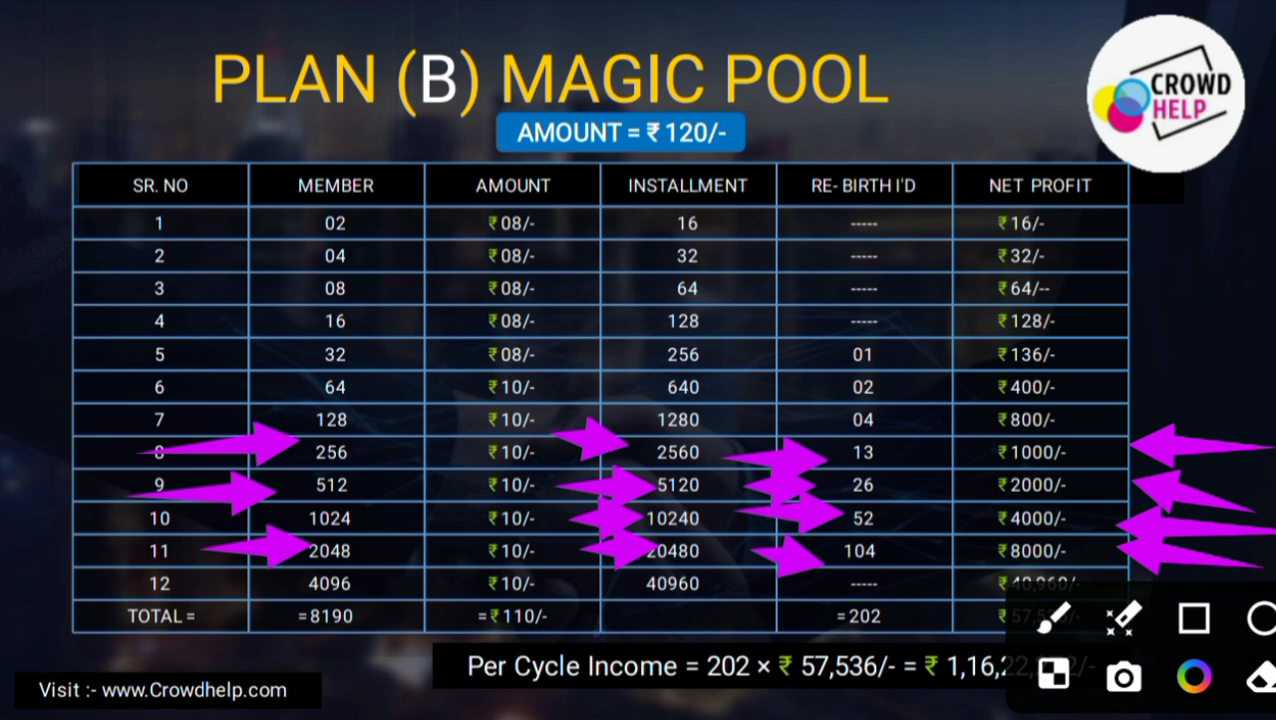 PLAN (B) MAGIC POOL
CROWD
HELP
AMOUNT = ₹ 120/-
SR. NO MEMBER AMOUNT INSTALLMENT RE- BIRTH I'D NET PROFIT
1 02 ₹ 08/- 16 ----- ₹ 16/-
2 04 ₹ 08/- 32 ----- ₹ 32/-
3 08 ₹ 08/- 64 ----- ₹ 64/--
4 16 ₹ 08/- 128 ----- ₹ 128/-
5 32 ₹ 08/- 256 01 ₹ 136/-
6 64 ₹ 10/- 640 02 ₹ 400/-
7 128 ₹ 10/- 1280 04 ₹ 800/-
8 256 ₹ 10/- 2560 13 ₹ 1000/-
9 512 ₹ 10/- 5120 26 ₹ 2000/-
10 1024 ₹ 10/- 10240 52 ₹ 4000/-
11 2048 ₹ 10/- 20480 104 ₹ 8000/-
12 4096 ₹ 10/- 40960 ----- ₹ 40,960/-
TOTAL = = 8190 = ₹ 110/- = 202 ₹
Per Cycle Income = 202 × ₹ 57,536/- = ₹
Visit :- www.Crowdhelp.com